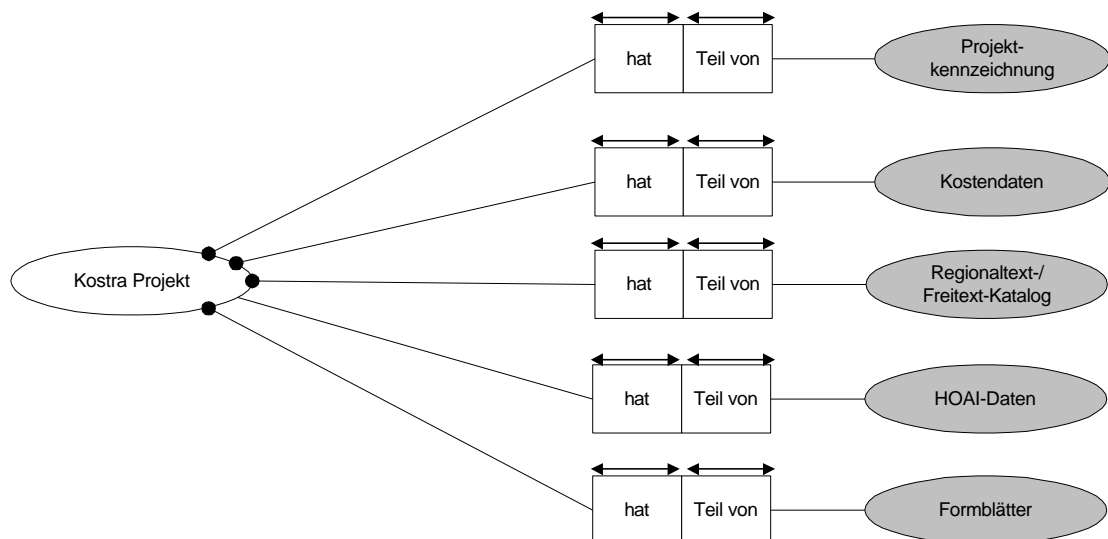 hat
Teil von
Projekt-
kennzeichnung
hat
Teil von
Kostendaten
Kostra Projekt
hat
Teil von
Regionaltext-/
Freitext-Katalog
hat
Teil von
HOAI-Daten
hat
Teil von
Formblätter